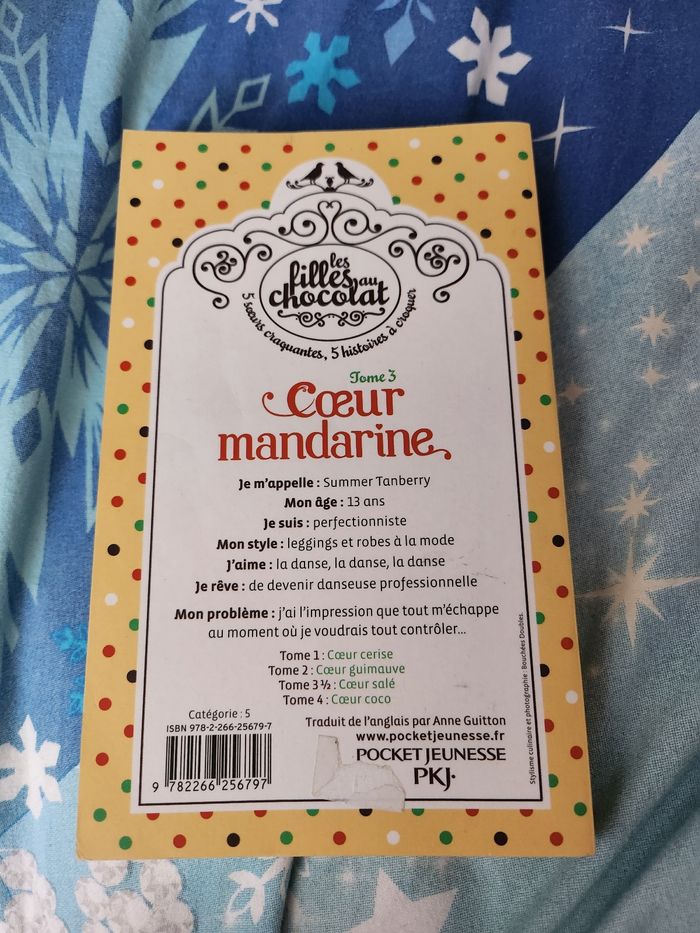 les
filles au
chocolat
5 sœurs craquantes, 5 histoires à croquer
Tome 3
Cœur
mandarine
Je m'appelle : Summer Tanberry
Mon âge : 13 ans
Je suis : perfectionniste
Mon style : leggings et robes à la mode
J'aime : la danse, la danse, la danse
Je rêve : de devenir danseuse professionnelle
Mon problème : j'ai l'impression que tout m'échappe
au moment où je voudrais tout contrôler...
Tome 1 : Cœur cerise
Tome 2 : Cœur guimauve
Tome 3 ½ : Cœur salé
Tome 4 : Cœur coco
Catégorie : 5
ISBN 978-2-266-25679-7
9 782266 256797
Traduit de l'anglais par Anne Guitton
www.pocketjeunesse.fr
POCKET JEUNESSE
PKJ·
Stylisme culinaire et photographie : Bouchées Doubles.